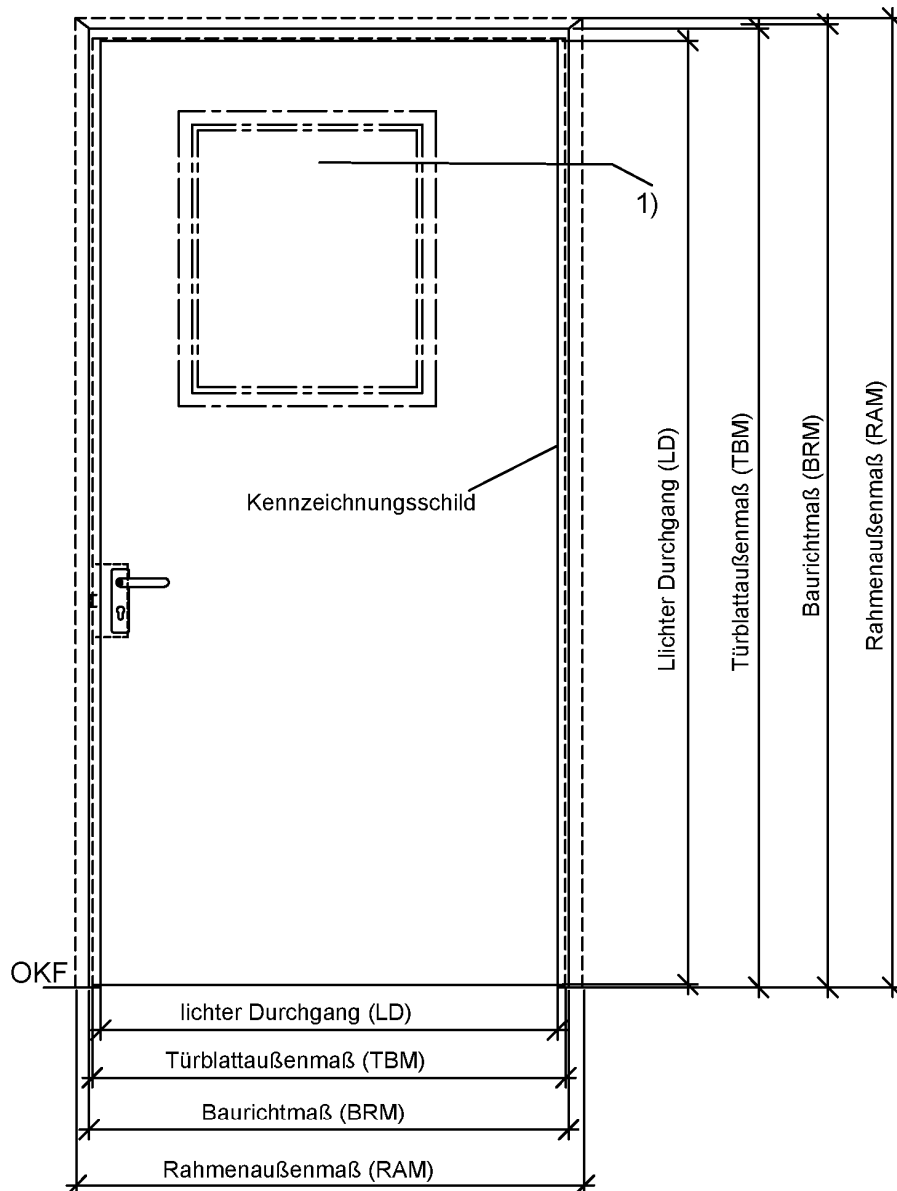 1)
Kennzeichnungsschild
Llichter Durchgang (LD)
Türblattaußenmaß (TBM)
Baurichtmaß (BRM)
Rahmenaußenmaß (RAM)
OKF
lichter Durchgang (LD)
Türblattaußenmaß (TBM)
Baurichtmaß (BRM)
Rahmenaußenmaß (RAM)